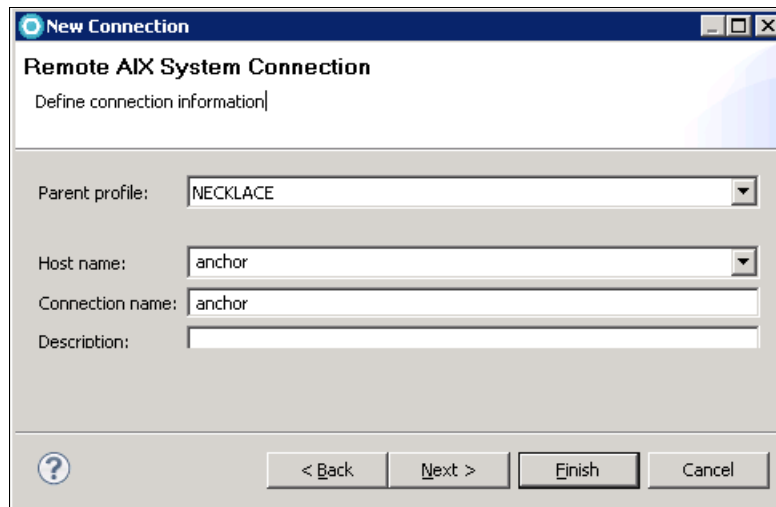 New Connection
Remote AIX System Connection
Define connection information
Parent profile: NECKLACE
Host name: anchor
Connection name: anchor
Description:
?
< Back Next > Finish Cancel